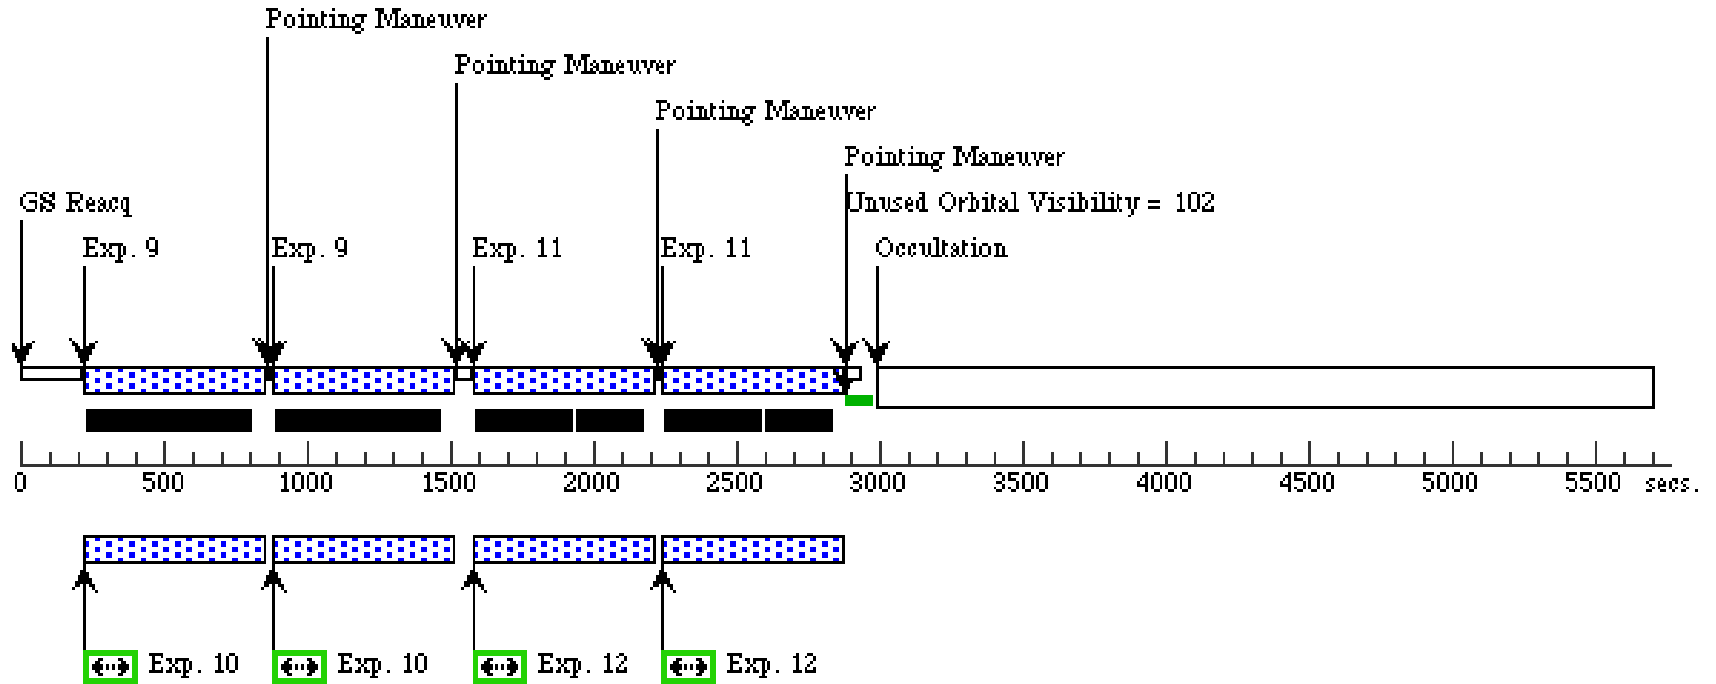 Pointing Maneuver
Pointing Maneuver
Pointing Maneuver
Pointing Maneuver
GS Reacq
Unused Orbital Visibility = 102
Exp. 9
Exp. 9
Exp. 11
Exp. 11
Occultation
0 500 1000 1500 2000 2500 3000 3500 4000 4500 5000 5500 secs.
Exp. 10
Exp. 10
Exp. 12
Exp. 12